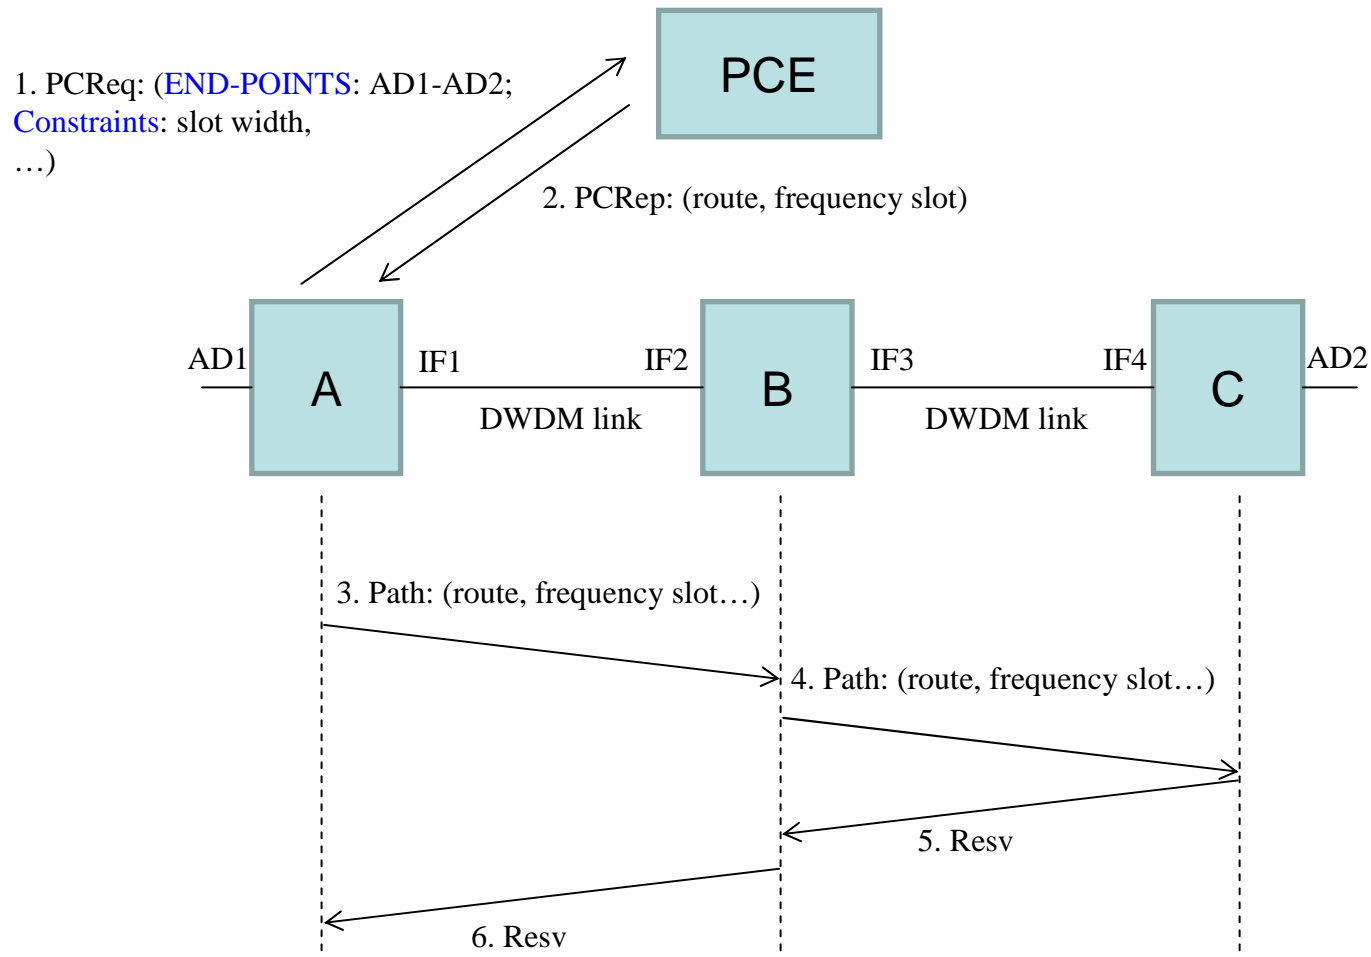 PCE
1. PCReq: (END-POINTS: AD1-AD2;
Constraints: slot width,
…)
2. PCRep: (route, frequency slot)
AD1
A
IF1
IF2
B
IF3
IF4
C
AD2
DWDM link
DWDM link
3. Path: (route, frequency slot…)
4. Path: (route, frequency slot…)
5. Resv
6. Resv